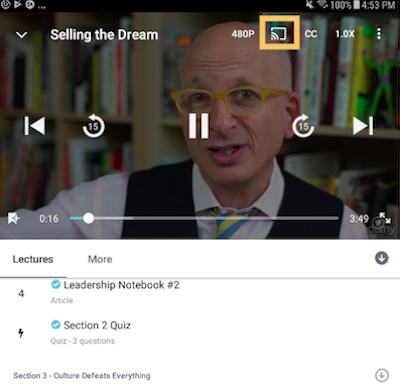 100% 4:53 PM
Selling the Dream 480P CC 1.0X
15 15
0:16 3:49
Lectures More
Leadership Notebook #2
4
Article
Section 2 Quiz
Quiz - 3 questions
Section 3 - Culture Defeats Everything